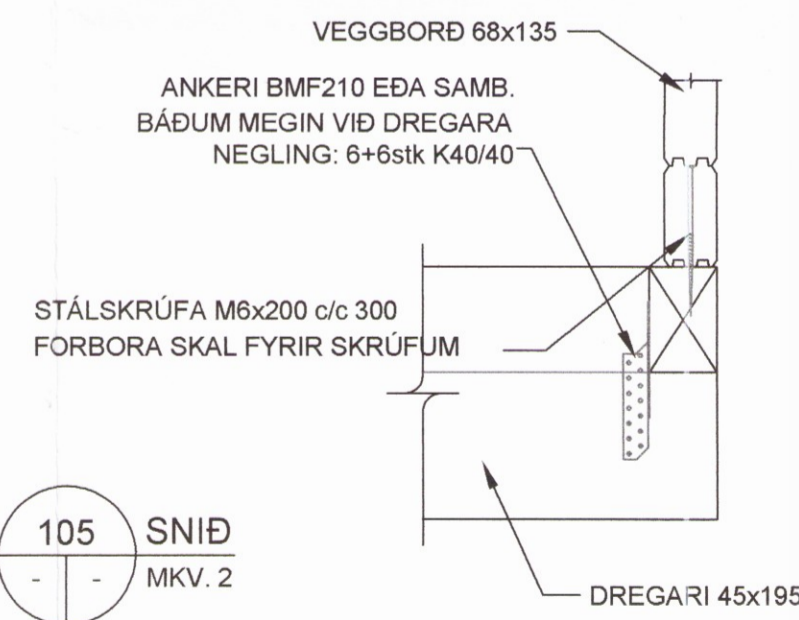 VEGGBORÐ 68x135
ANKERI BMF210 EÐA SAMB.
BÁÐUM MEGIN VIÐ DREGARA
NEGLING: 6+6stk K40/40
STÁLSKRÚFA M6x200 c/c 300
FORBORA SKAL FYRIR SKRÚFUM
105 SNIÐ
- - MKV. 2
DREGARI 45x195